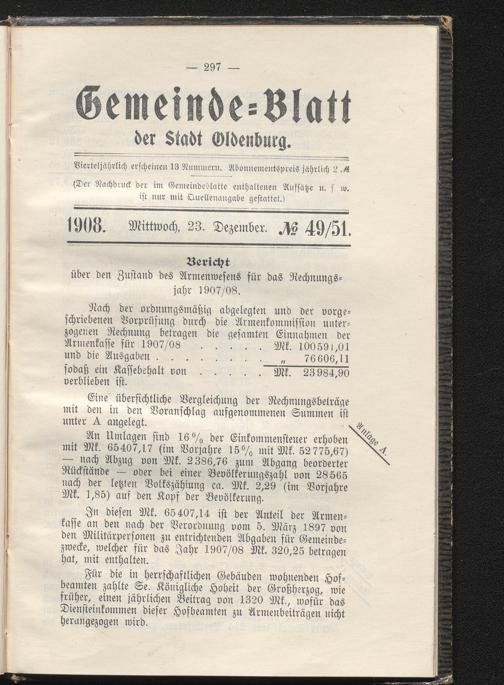 — 297 —
Gemeinde=Blatt
der Stadt Oldenburg.
Vierteljährlich erscheinen 13 Nummern. Abonnementspreis jährlich 2 ℳ
(Der Nachdruck der im Gemeindeblatte enthaltenen Aufsätze u. s w.
ist nur mit Quellenangabe gestattet.)
1908. Mittwoch, 23. Dezember. № 49/51.
Bericht
über den Zustand des Armenwesens für das Rechnungs-
jahr 1907/08.
Nach der ordnungsmäßig abgelegten und der vorge-
schriebenen Vorprüfung durch die Armenkommission unter-
zogenen Rechnung betragen die gesamten Einnahmen der
Armenkasse für 1907/08 . . . . . . Mk. 100591,01
und die Ausgaben . . . . . . . . „ 76606,11
sodaß ein Kassebehalt von . . . . . Mk. 23984,90
verblieben ist.
Eine übersichtliche Vergleichung der Rechnungsbeträge
mit den in den Voranschlag aufgenommenen Summen ist
unter A angelegt.
Anlage A.
An Umlagen sind 16% der Einkommensteuer erhoben
mit Mk. 65407,17 (im Vorjahre 15% mit Mk. 52775,67)
— nach Abzug von Mk. 2386,76 zum Abgang beorderter
Rückstände — oder bei einer Bevölkerungszahl von 28565
nach der letzten Volkszählung ca. Mk. 2,29 (im Vorjahre
Mk. 1,85) auf den Kopf der Bevölkerung.
In diesen Mk. 65407,14 ist der Anteil der Armen-
kasse an den nach der Verordnung vom 5. März 1897 von
den Militärpersonen zu entrichtenden Abgaben für Gemeinde-
zwecke, welcher für das Jahr 1907/08 Mk. 320,25 betragen
hat, mit enthalten.
Für die in herrschaftlichen Gebäuden wohnenden Hof-
beamten zahlte Se. Königliche Hoheit der Großherzog, wie
früher, einen jährlichen Beitrag von 1320 Mk., wofür das
Diensteinkommen dieser Hofbeamten zu Armenbeiträgen nicht
herangezogen wird.